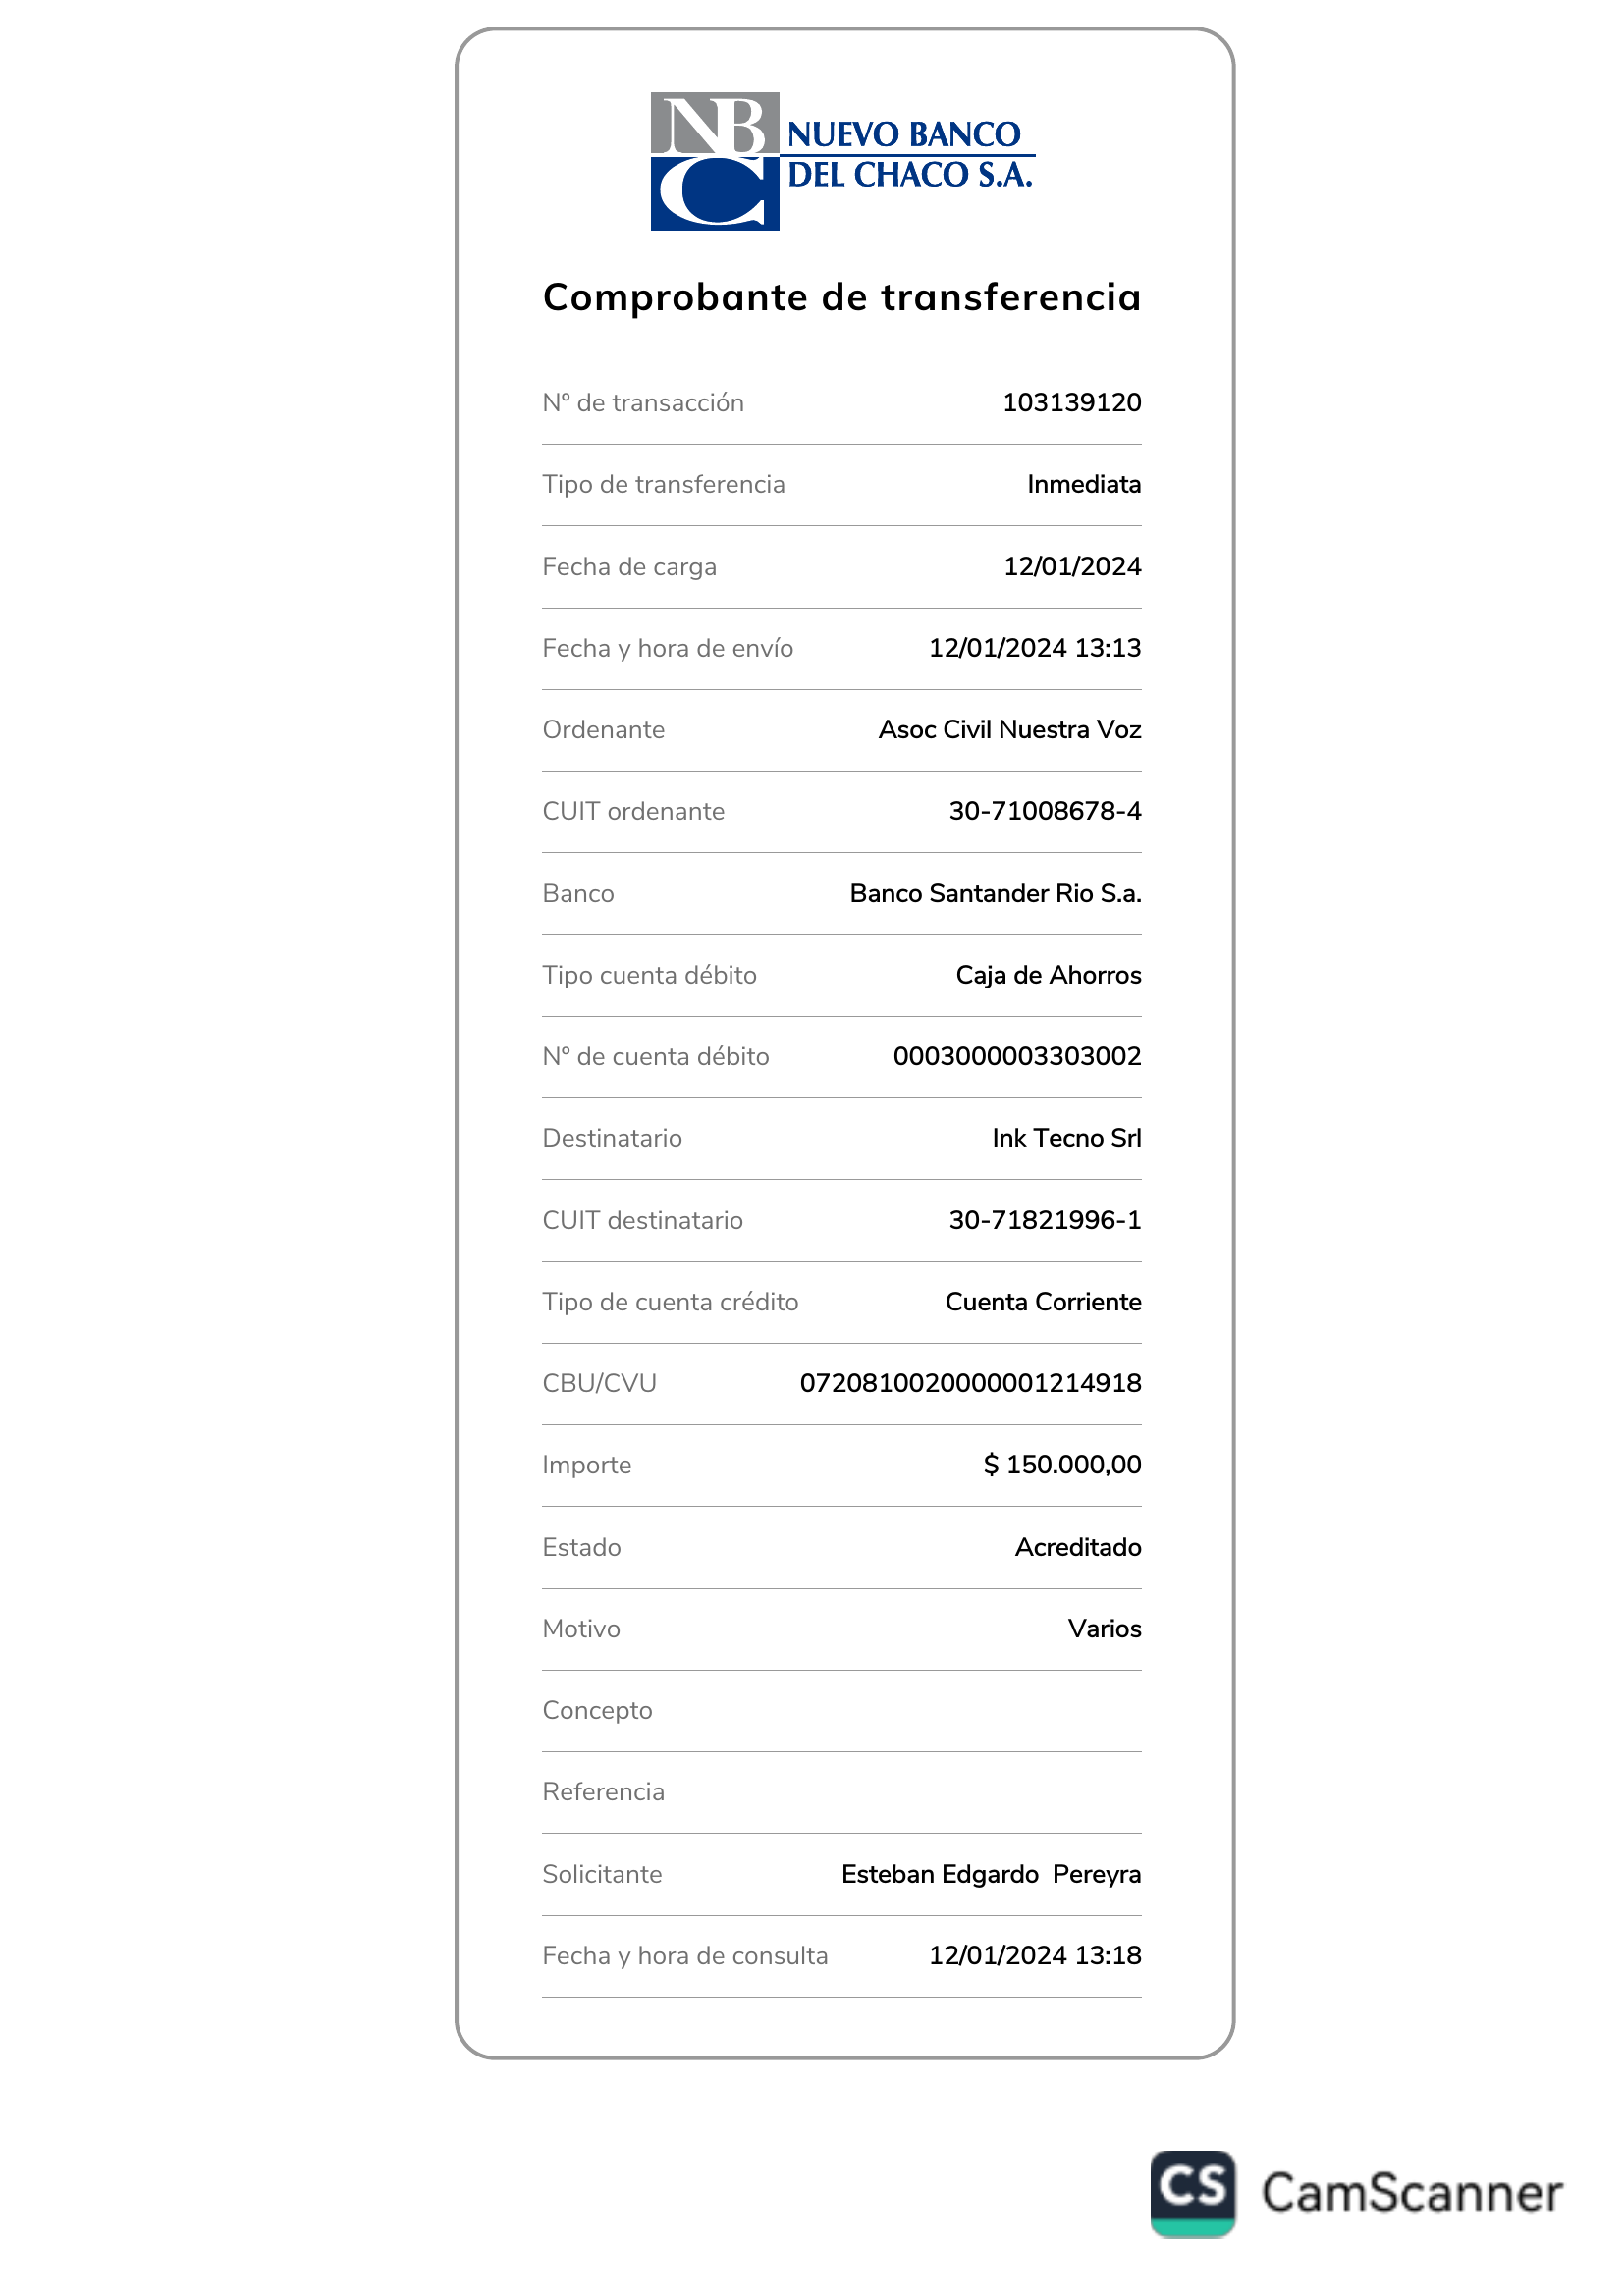 NBC
NUEVO BANCO
DEL CHACO S.A.
Comprobante de transferencia
Nº de transacción 103139120
Tipo de transferencia Inmediata
Fecha de carga 12/01/2024
Fecha y hora de envío 12/01/2024 13:13
Ordenante Asoc Civil Nuestra Voz
CUIT ordenante 30-71008678-4
Banco Banco Santander Rio S.a.
Tipo cuenta débito Caja de Ahorros
Nº de cuenta débito 0003000003303002
Destinatario Ink Tecno Srl
CUIT destinatario 30-71821996-1
Tipo de cuenta crédito Cuenta Corriente
CBU/CVU 0720810020000001214918
Importe $ 150.000,00
Estado Acreditado
Motivo Varios
Concepto
Referencia
Solicitante Esteban Edgardo  Pereyra
Fecha y hora de consulta 12/01/2024 13:18
CS CamScanner